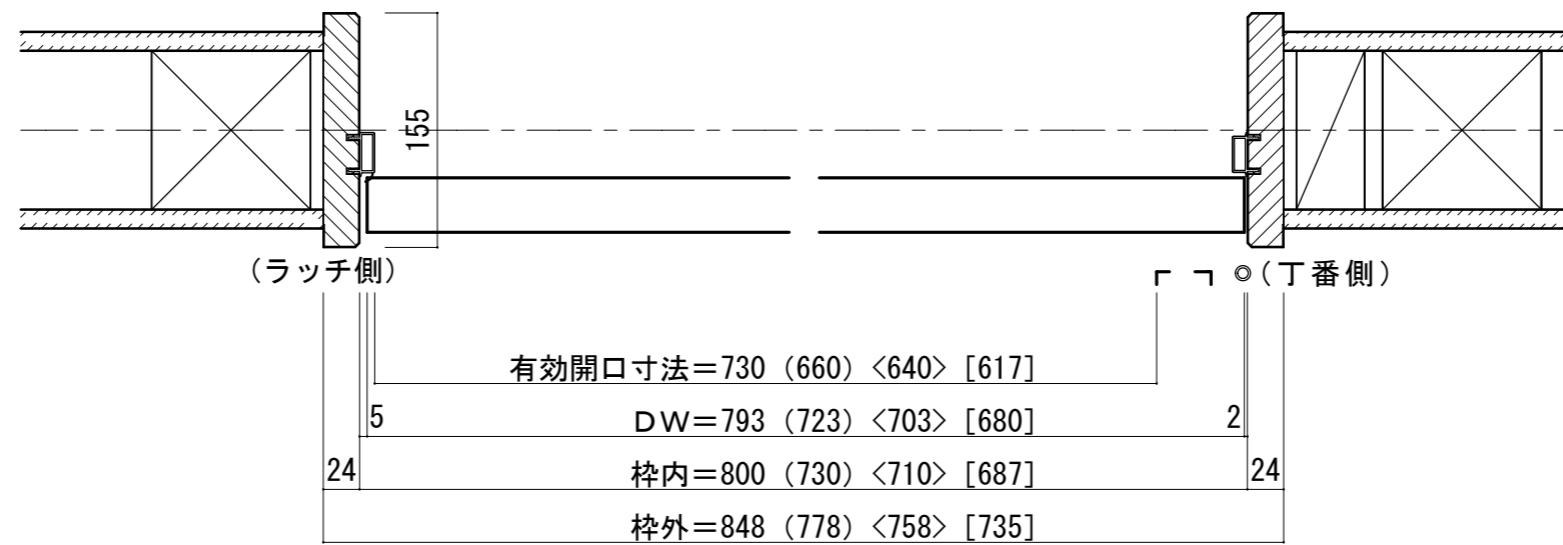 155
(ラッチ側)
◎(丁番側)
有効開口寸法=730 (660) <640> [617]
5
DW=793 (723) <703> [680]
2
24
枠内=800 (730) <710> [687]
24
枠外=848 (778) <758> [735]